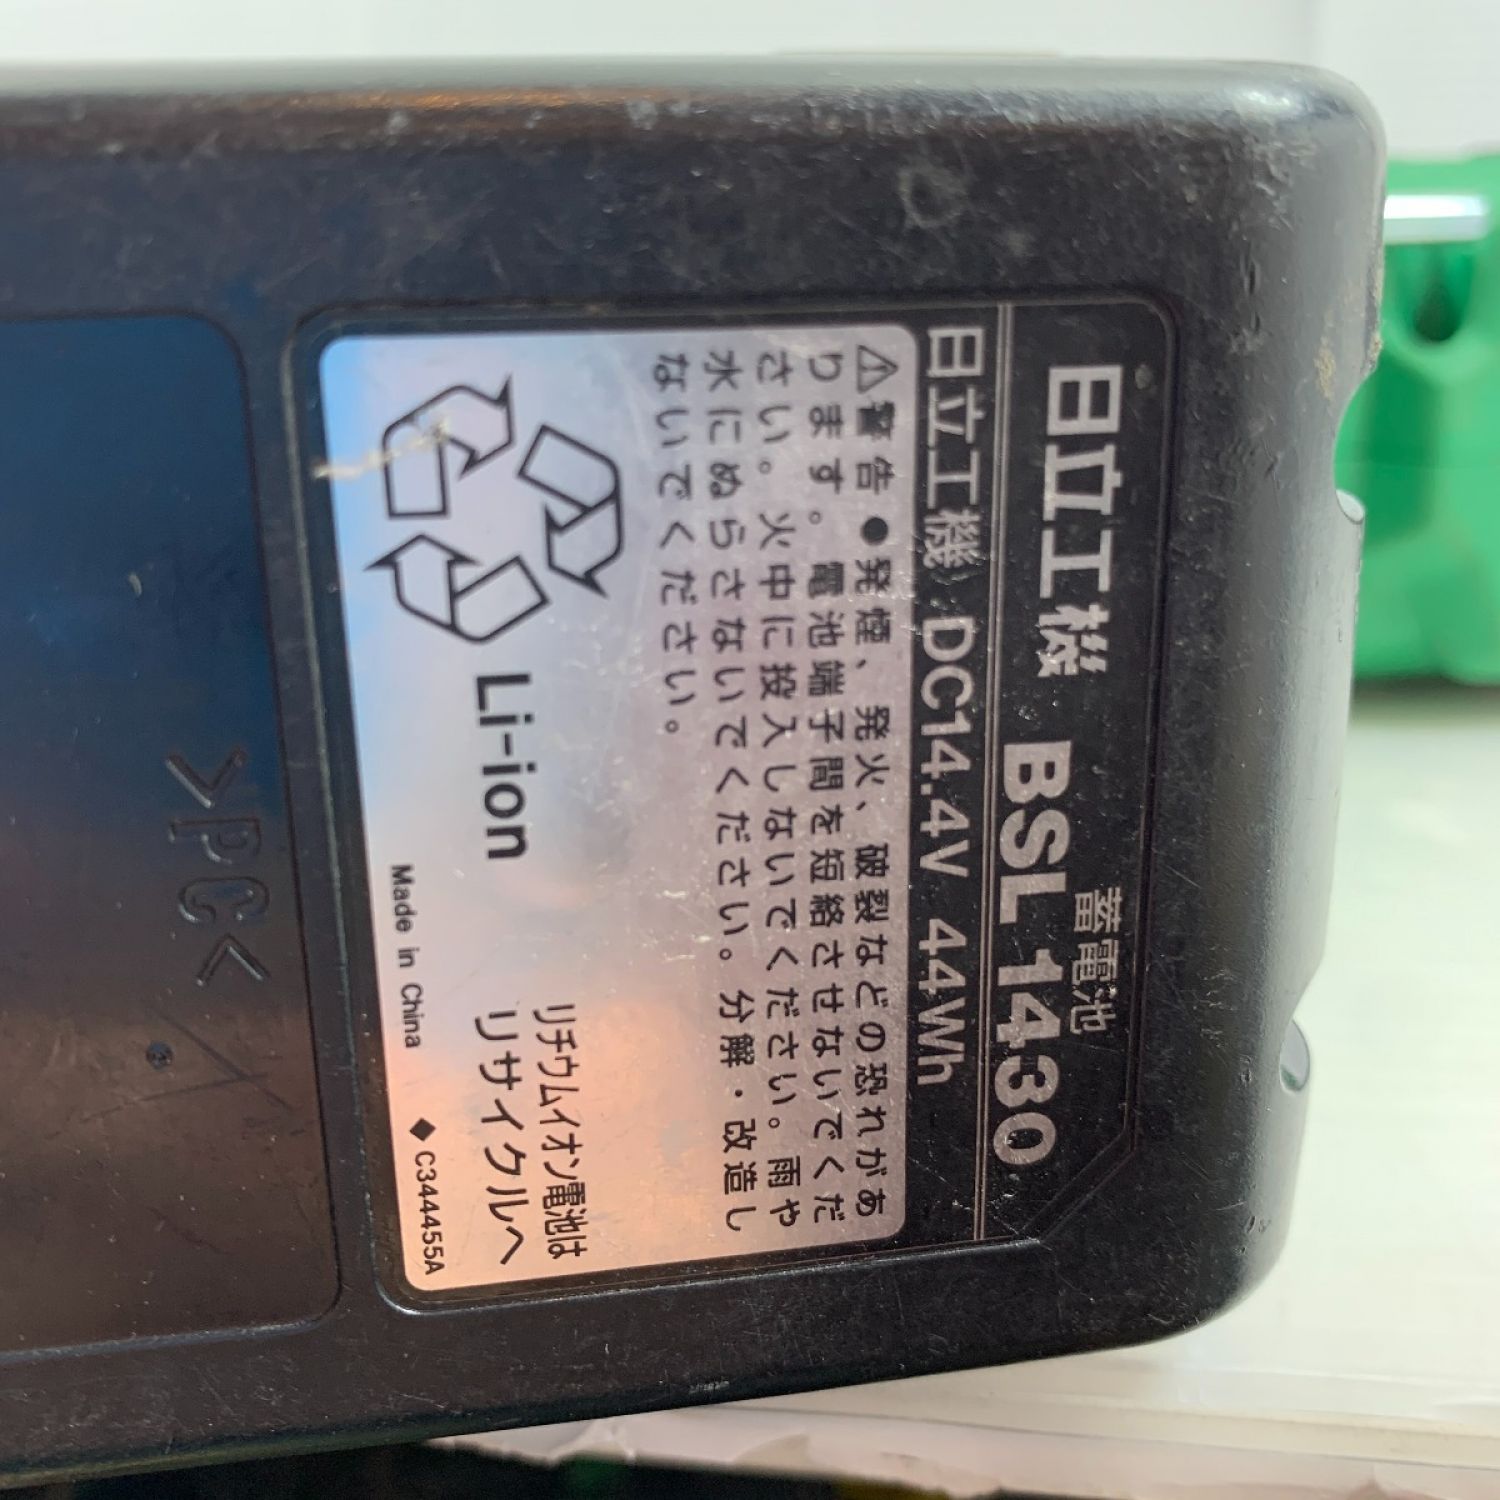 日立工機 BSL 1430 蓄電池
日立工機 DC14.4V 44Wh
⚠警告 ●発煙、発火、破裂などの恐れがあ
ります。電池端子間を短絡させないでくだ
さい。火中に投入しないでください。雨や
水にぬらさないでください。分解・改造し
ないでください。
Li-ion
リチウムイオン電池は
リサイクルへ
Made in China ◆C344455A
>PC<